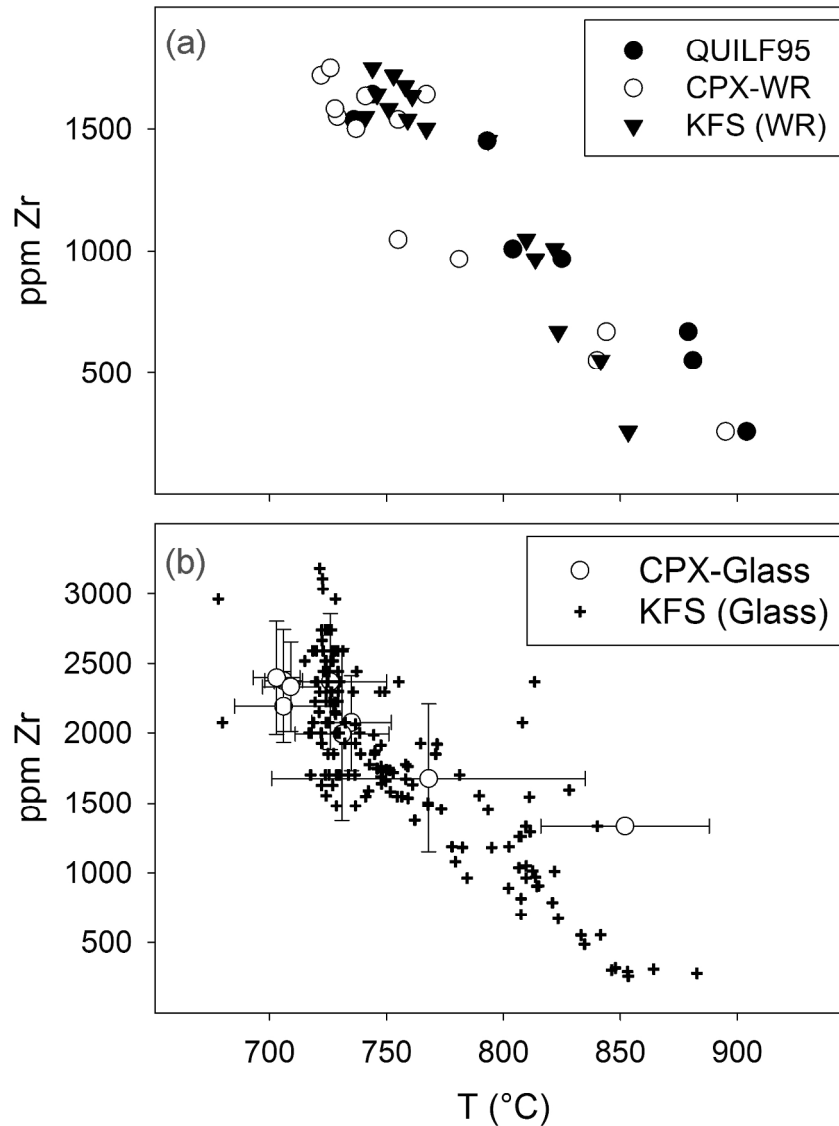 (a)
QUILF95
CPX-WR
KFS (WR)
1500
1000
500
ppm Zr
(b)
CPX-Glass
KFS (Glass)
3000
2500
2000
1500
1000
500
ppm Zr
700 750 800 850 900
T (°C)